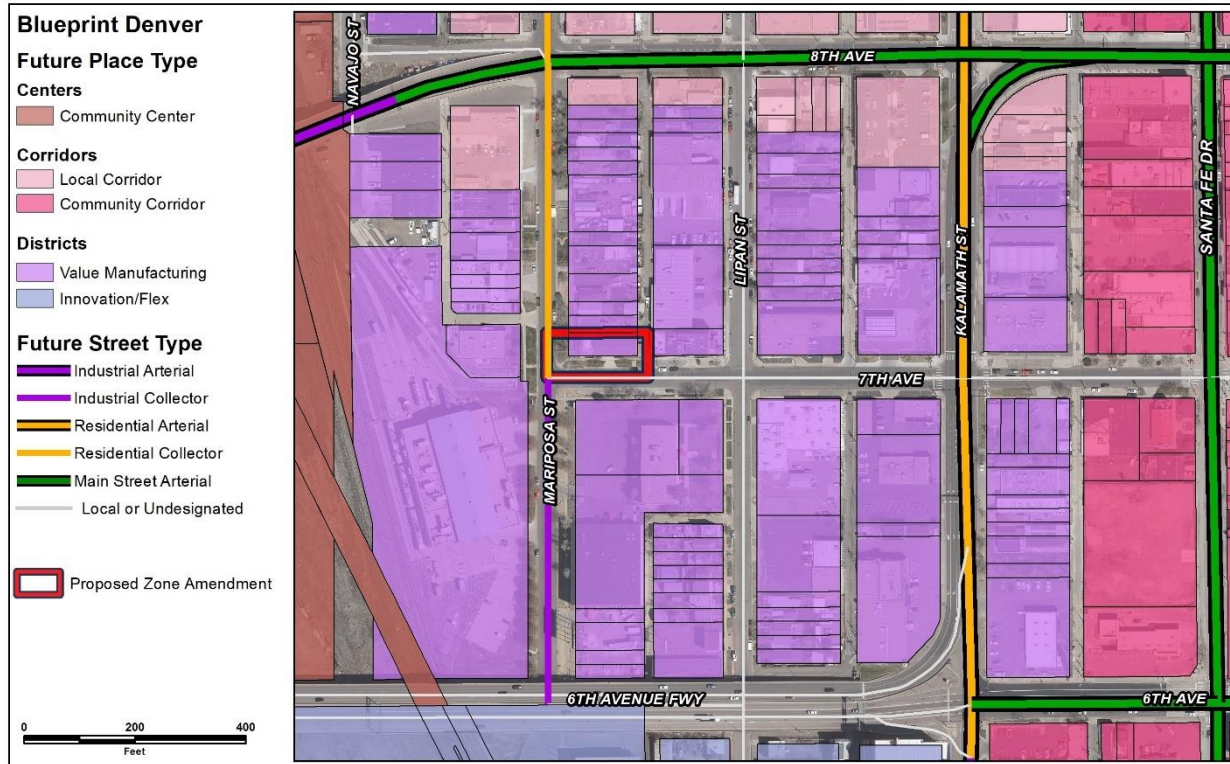 Blueprint Denver
Future Place Type
Centers
Community Center
Corridors
Local Corridor
Community Corridor
Districts
Value Manufacturing
Innovation/Flex
Future Street Type
Industrial Arterial
Industrial Collector
Residential Arterial
Residential Collector
Main Street Arterial
Local or Undesignated
Proposed Zone Amendment
0 200 400
Feet
NAVAJO ST
8TH AVE
LIPAN ST
KALAMATH ST
SANTA FE DR
7TH AVE
MARIPOSA ST
6TH AVENUE FWY
6TH AVE